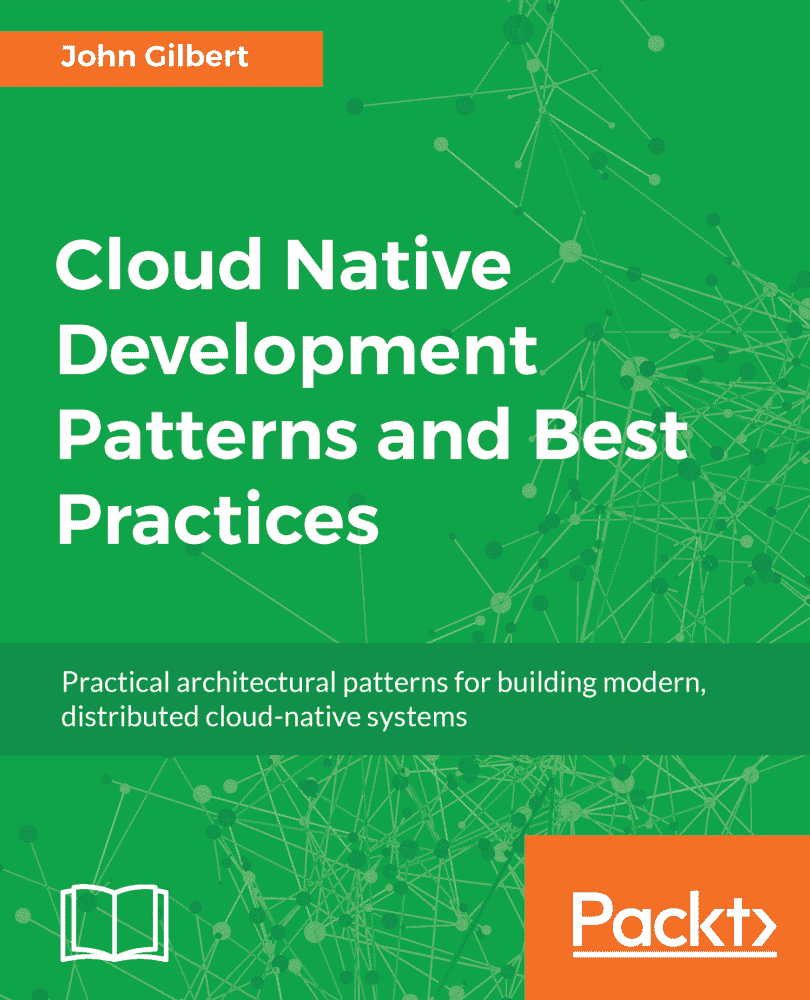 John Gilbert
Cloud Native
Development
Patterns and Best
Practices
Practical architectural patterns for building modern,
distributed cloud-native systems
Packt>